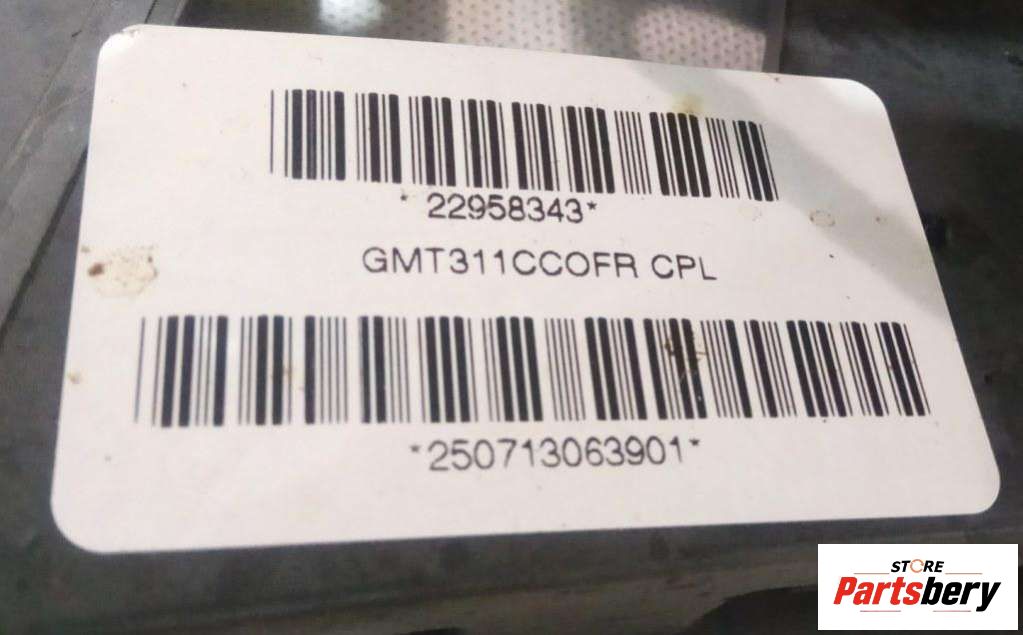 *22958343*
GMT311CCOFR CPL
*250713063901*
STORE
Partsbery